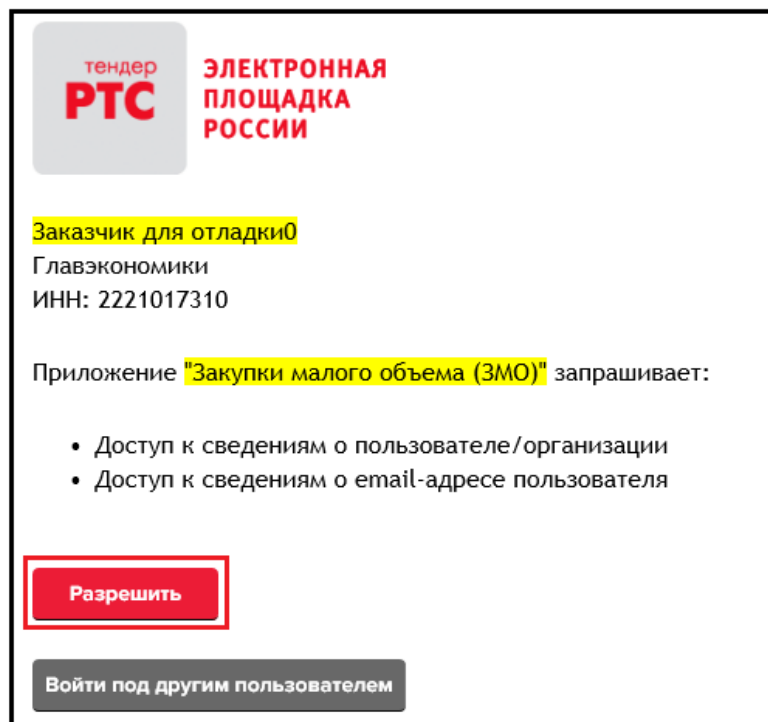 тендер
РТС
ЭЛЕКТРОННАЯ
ПЛОЩАДКА
РОССИИ
Заказчик для отладки0
Главэкономики
ИНН: 2221017310
Приложение "Закупки малого объема (ЗМО)" запрашивает:
• Доступ к сведениям о пользователе/организации
• Доступ к сведениям о email-адресе пользователя
Разрешить
Войти под другим пользователем